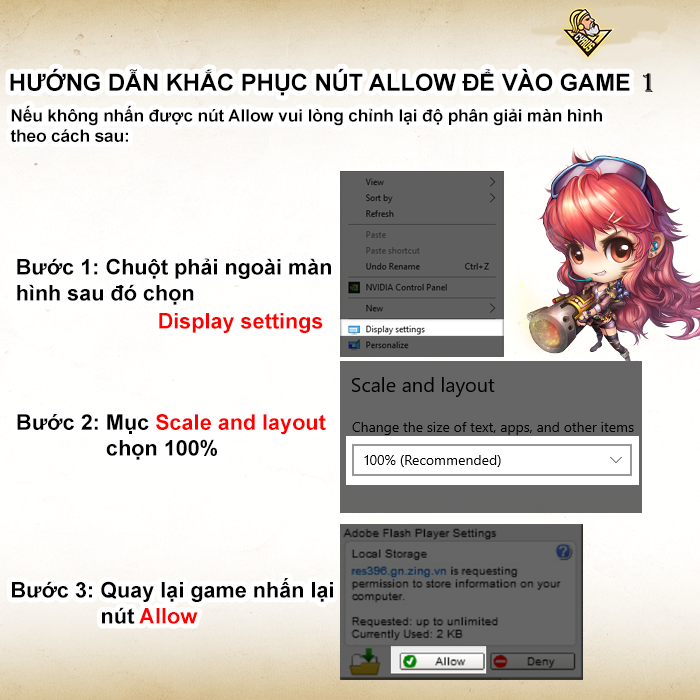 GYRUS
HƯỚNG DẪN KHẮC PHỤC NÚT ALLOW ĐỂ VÀO GAME 1
Nếu không nhấn được nút Allow vui lòng chỉnh lại độ phân giải màn hình
theo cách sau:
Bước 1: Chuột phải ngoài màn
hình sau đó chọn
Display settings
View
Sort by
Refresh
Paste
Paste shortcut
Undo Rename Ctrl+Z
NVIDIA Control Panel
New
Display settings
Personalize
Bước 2: Mục Scale and layout
chọn 100%
Scale and layout
Change the size of text, apps, and other items
100% (Recommended)
Bước 3: Quay lại game nhấn lại
nút Allow
Adobe Flash Player Settings
Local Storage
res396.gn.zing.vn is requesting
permission to store information on your
computer.
Requested: up to unlimited
Currently Used: 2 KB
Allow
Deny